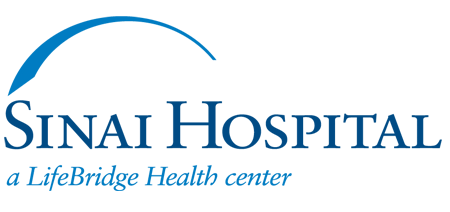 SINAI HOSPITAL
a LifeBridge Health center